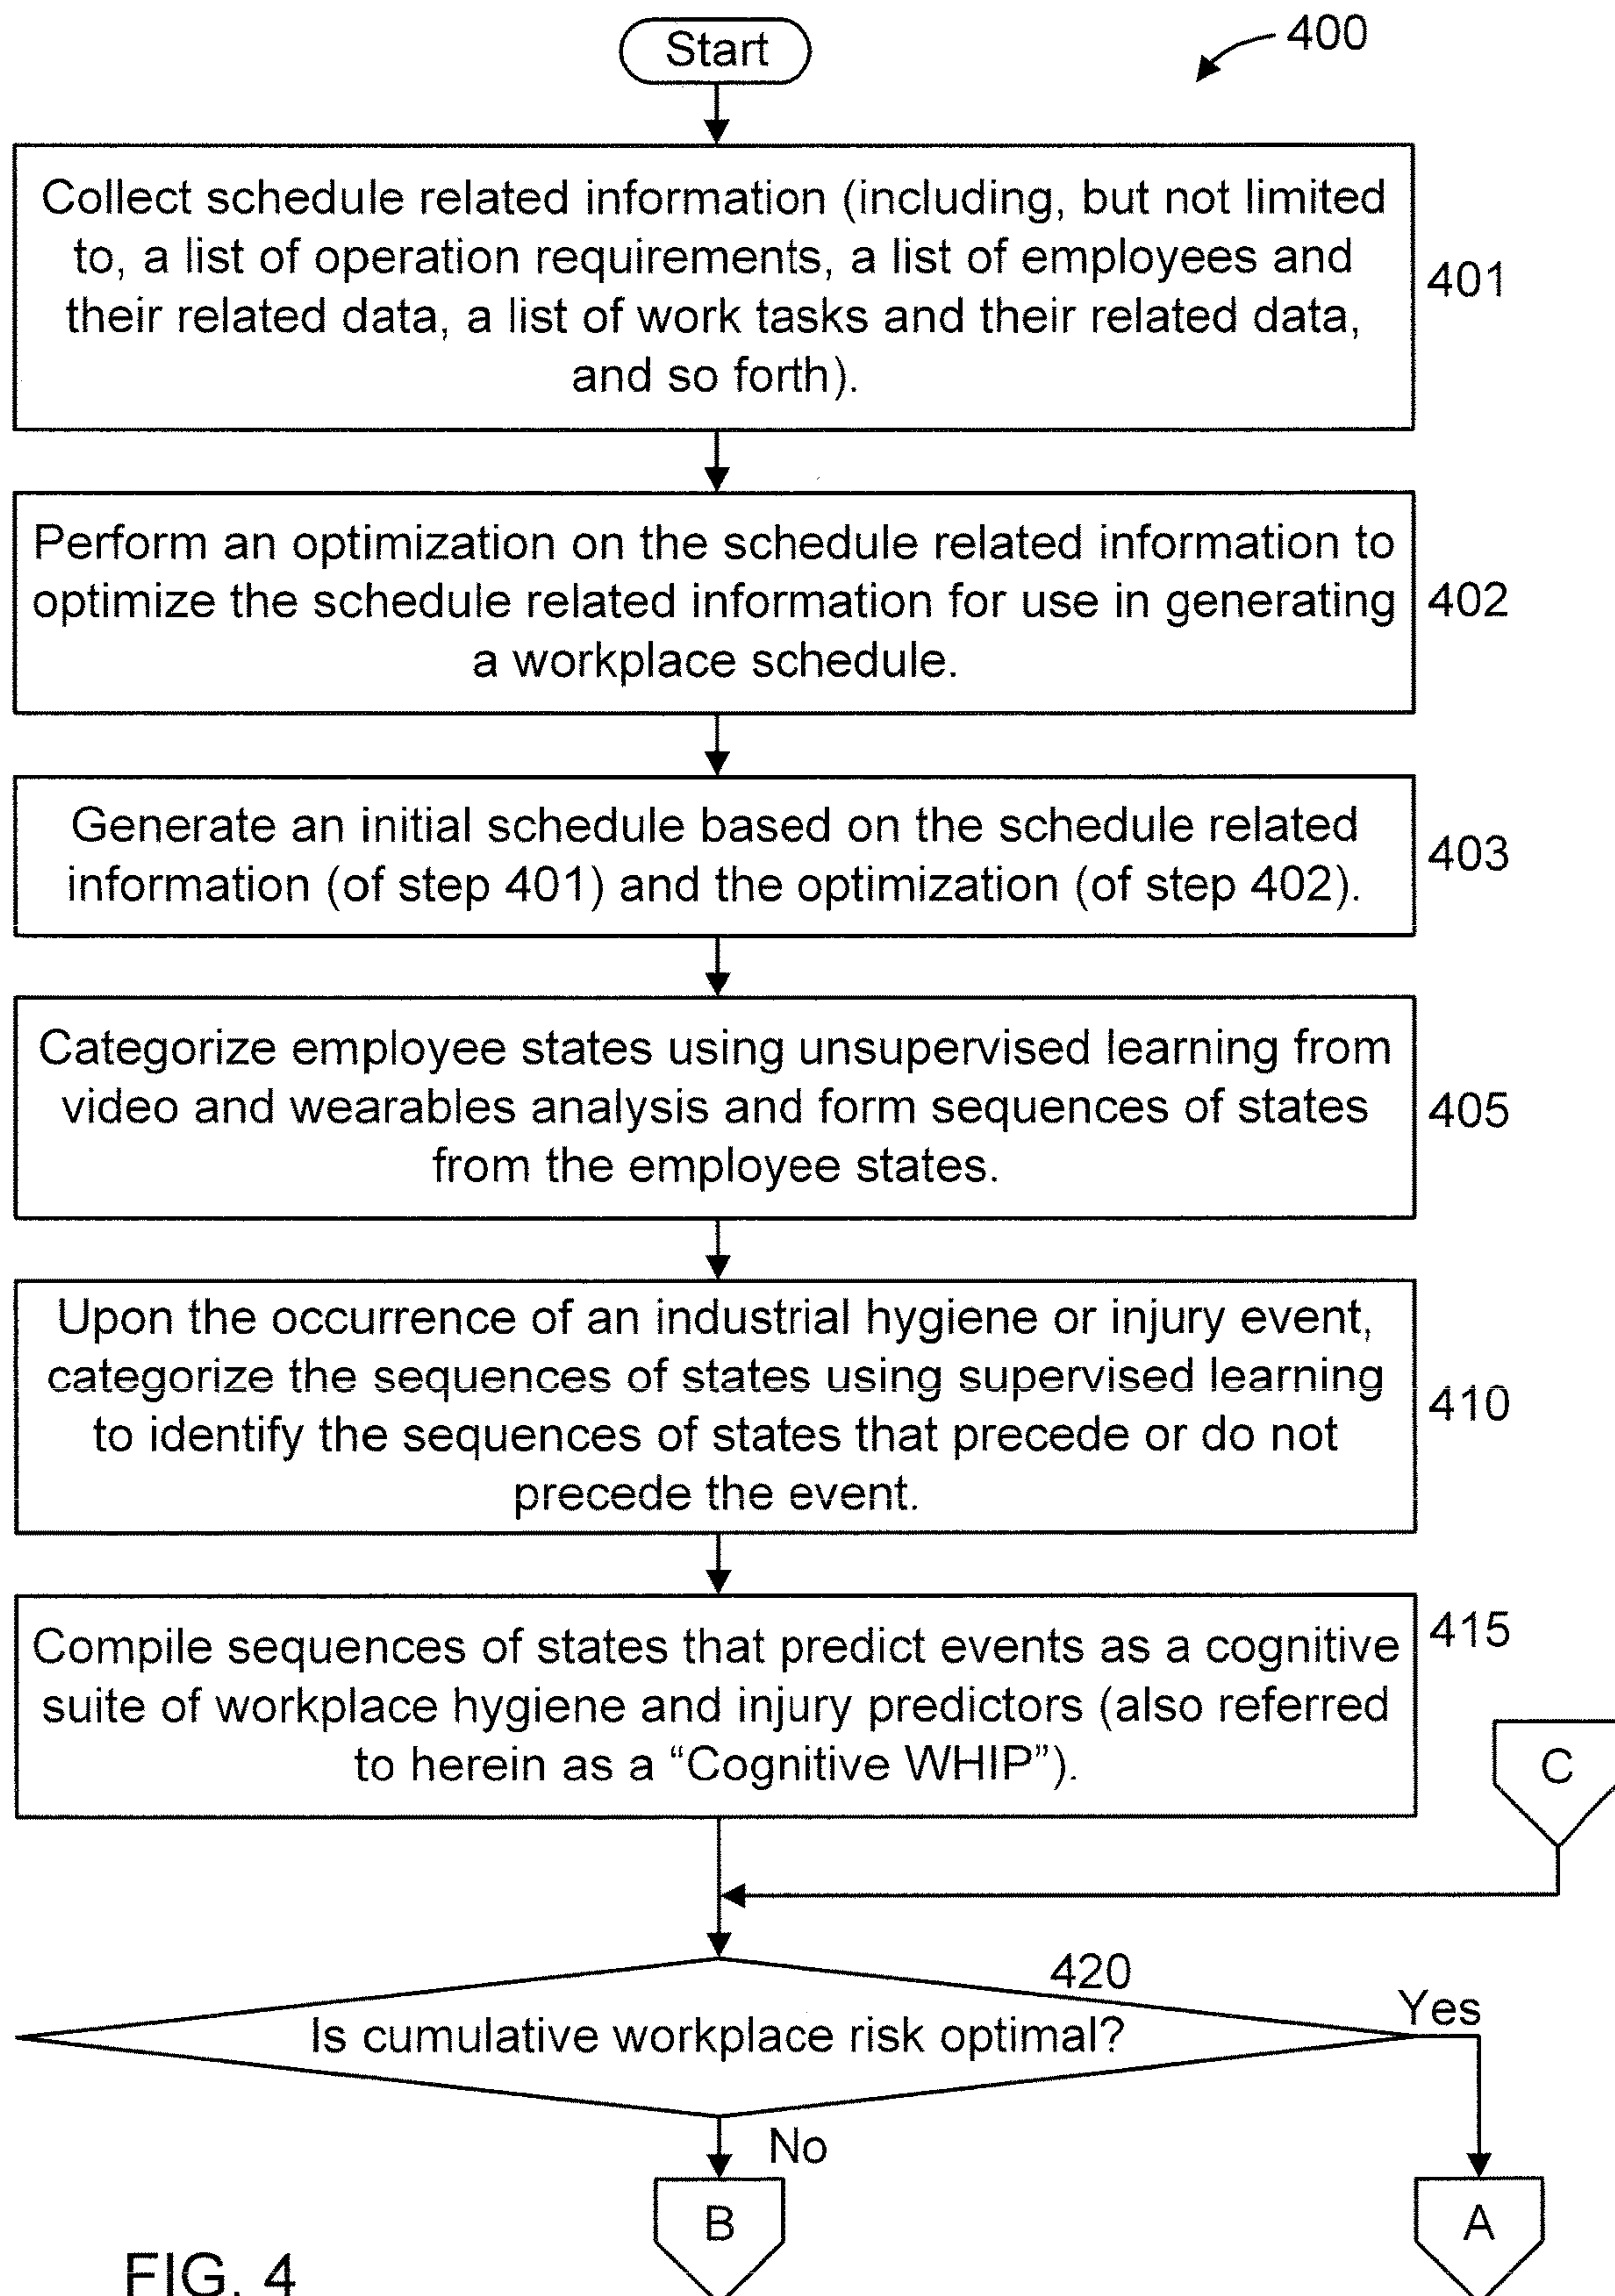 Start
400
Collect schedule related information (including, but not limited
to, a list of operation requirements, a list of employees and
their related data, a list of work tasks and their related data,
and so forth).
401
Perform an optimization on the schedule related information to
optimize the schedule related information for use in generating
a workplace schedule.
402
Generate an initial schedule based on the schedule related
information (of step 401) and the optimization (of step 402).
403
Categorize employee states using unsupervised learning from
video and wearables analysis and form sequences of states
from the employee states.
405
Upon the occurrence of an industrial hygiene or injury event,
categorize the sequences of states using supervised learning
to identify the sequences of states that precede or do not
precede the event.
410
Compile sequences of states that predict events as a cognitive
suite of workplace hygiene and injury predictors (also referred
to herein as a “Cognitive WHIP”).
415
C
420
Is cumulative workplace risk optimal?
Yes
No
B
A
FIG. 4